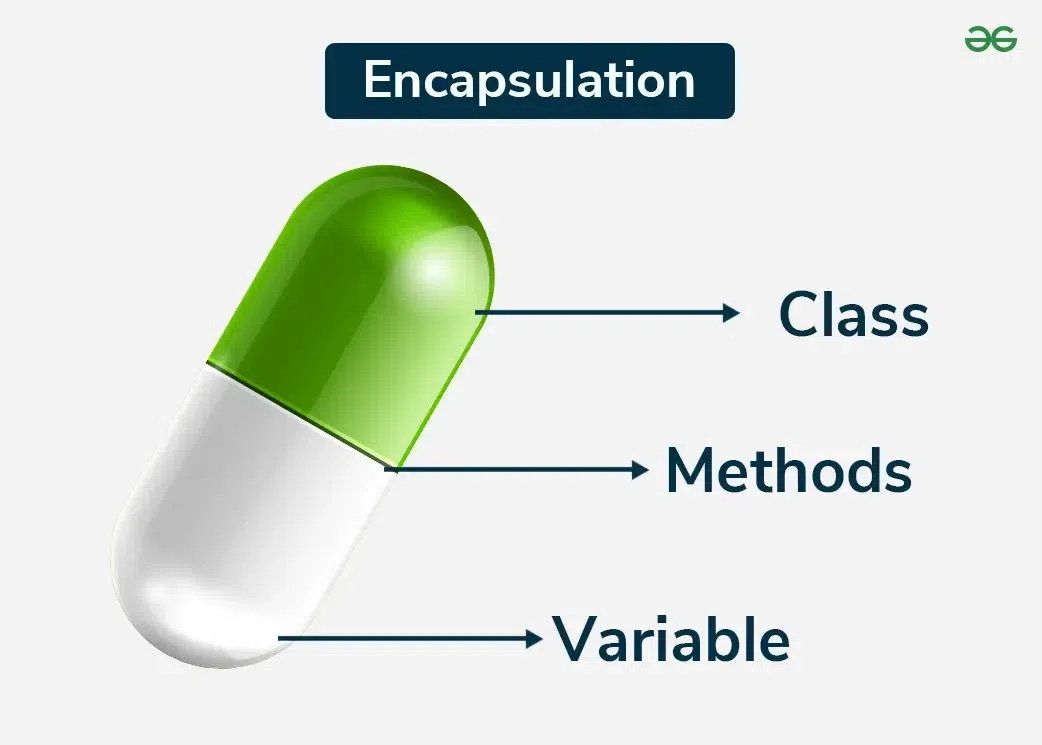 Encapsulation
Class
Methods
Variable